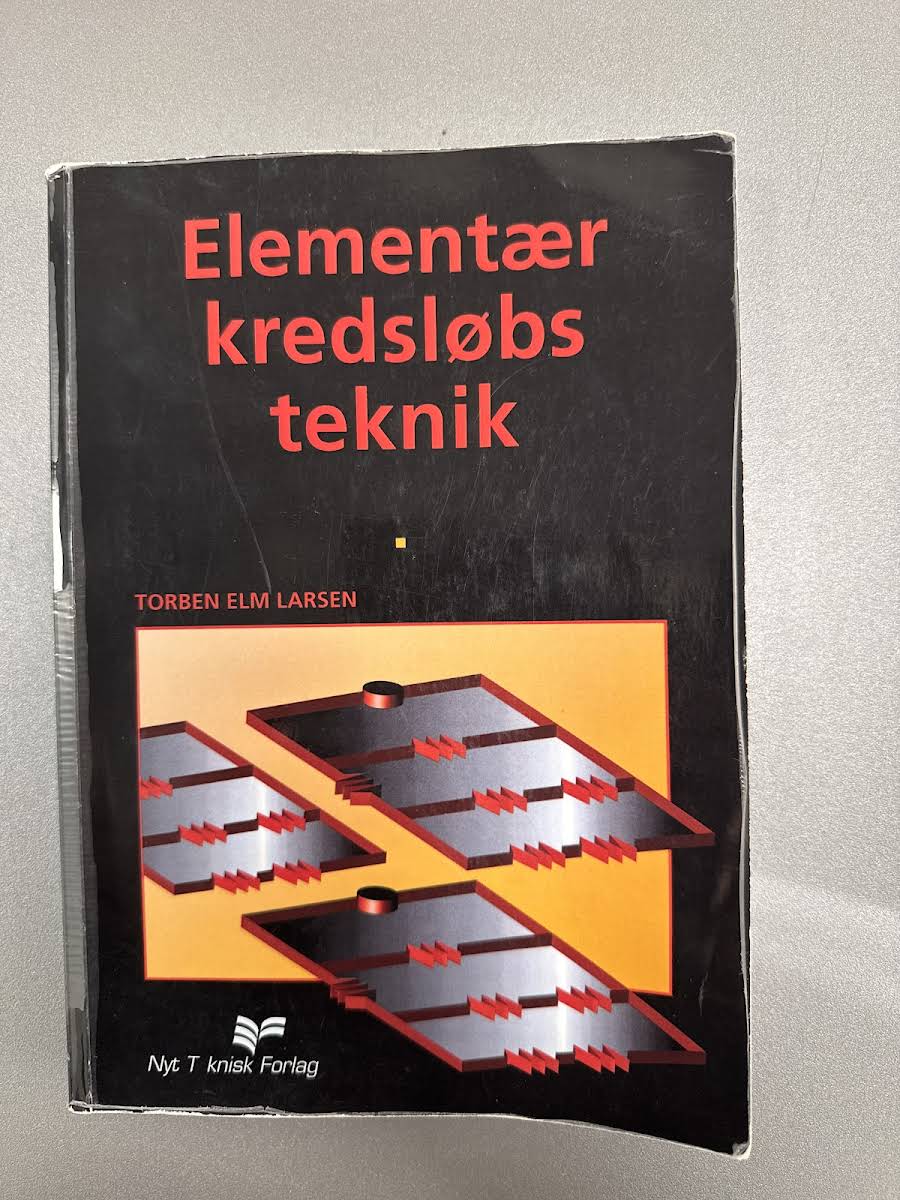 Elementær
kredsløbs
teknik
TORBEN ELM LARSEN
Nyt T knisk Forlag